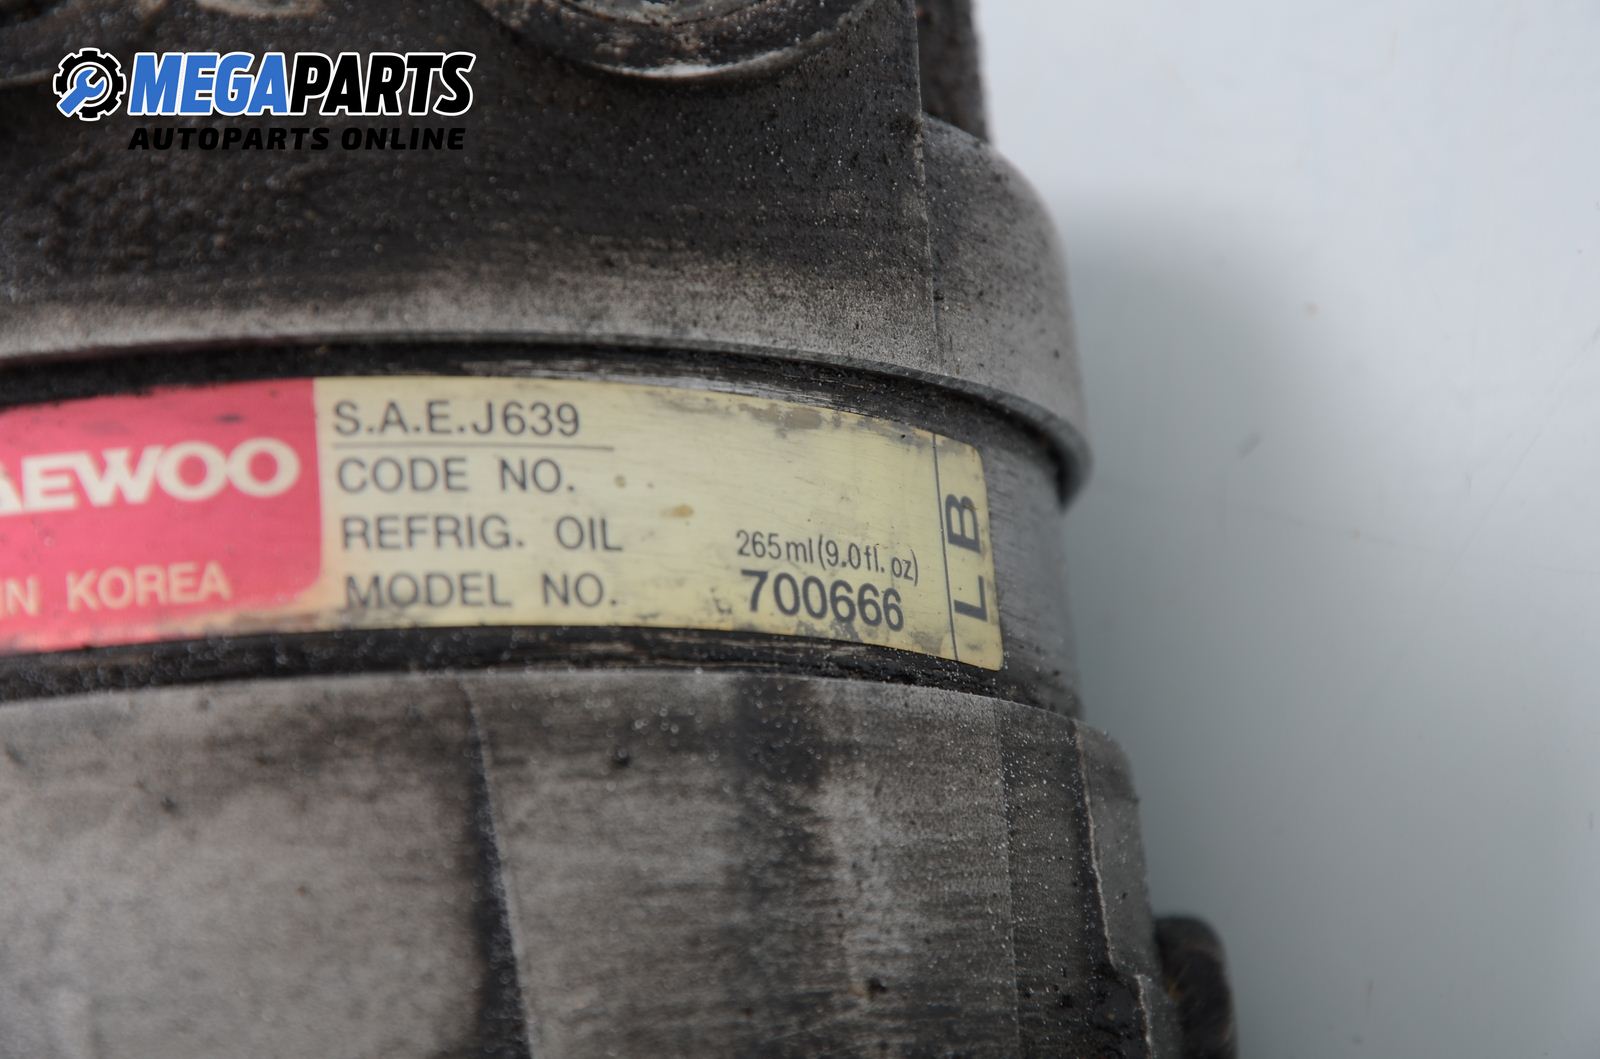 MEGAPARTS
AUTOPARTS ONLINE
S.A.E.J639
AEWOO
CODE NO.
REFRIG. OIL 265ml(9.0fl. oz)
IN KOREA
MODEL NO. 700666
LB